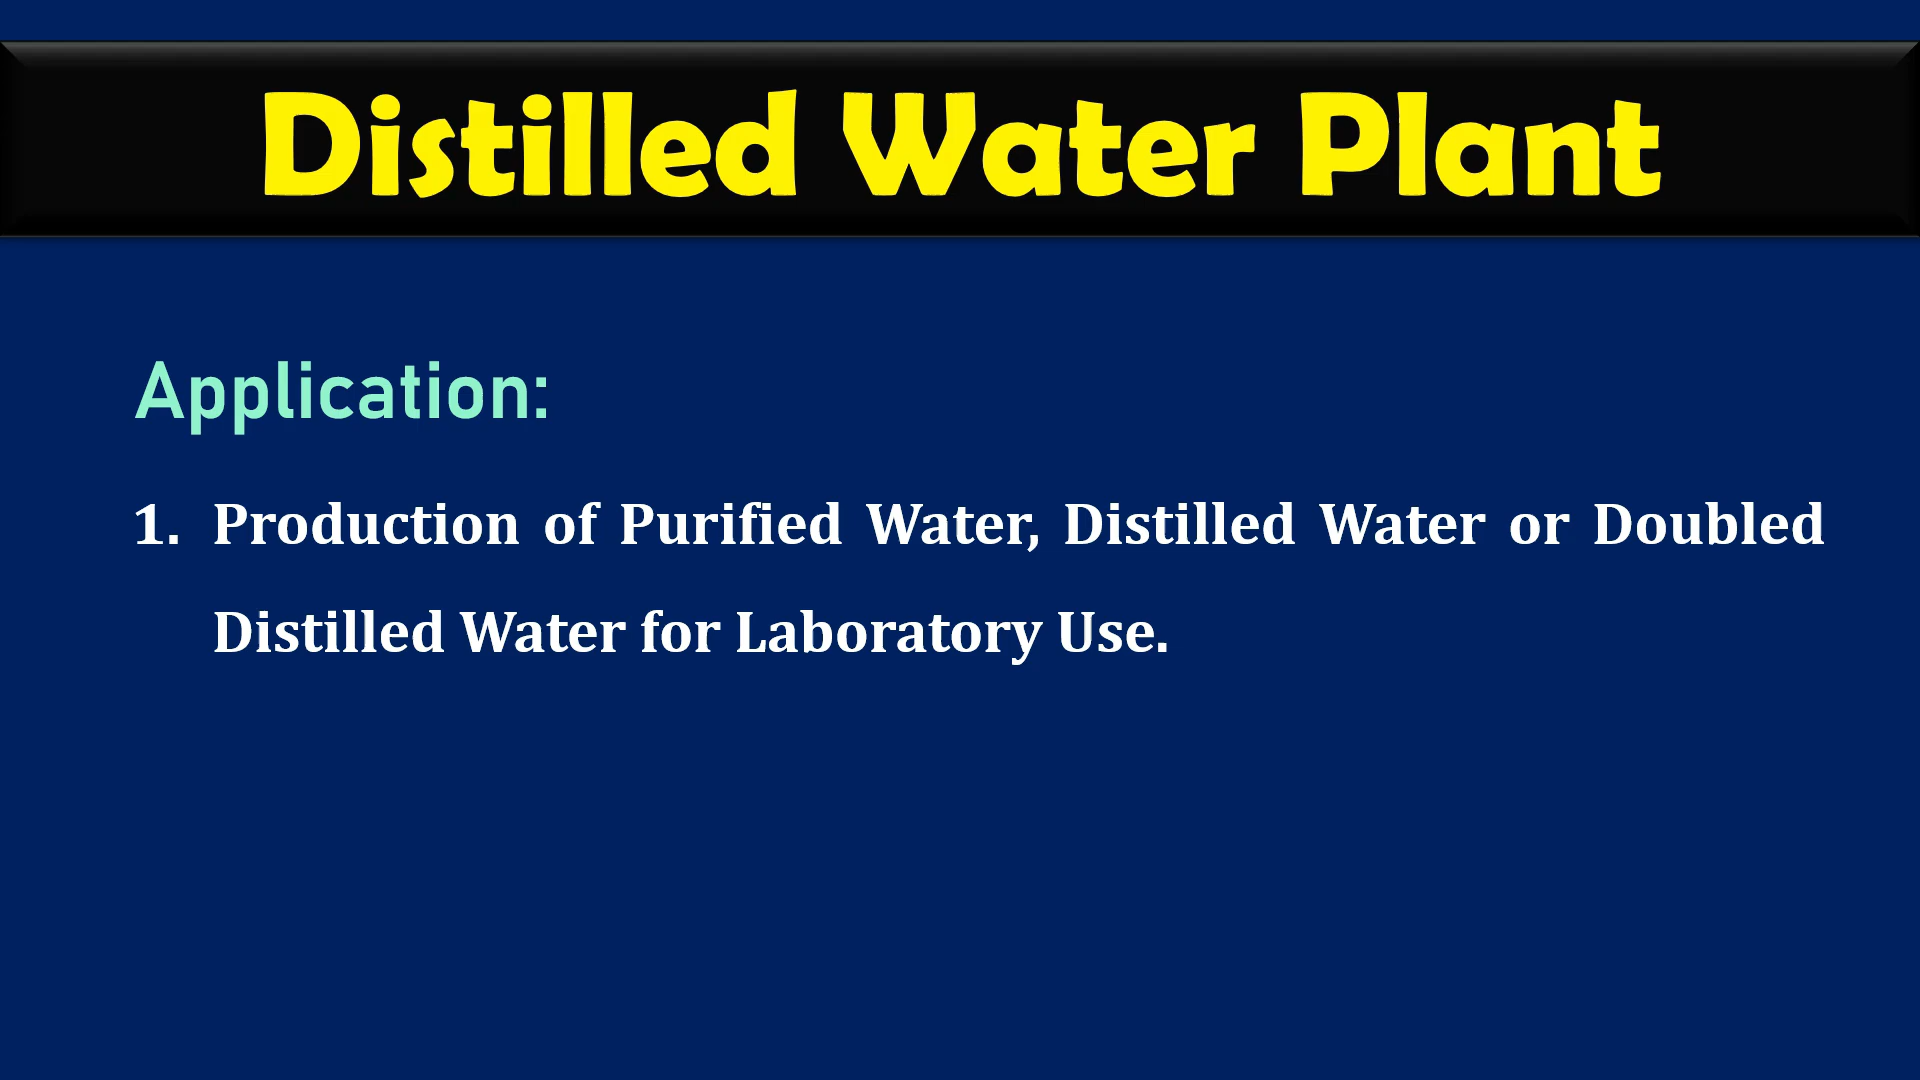 Distilled Water Plant
Application:
1. Production of Purified Water, Distilled Water or Doubled
Distilled Water for Laboratory Use.